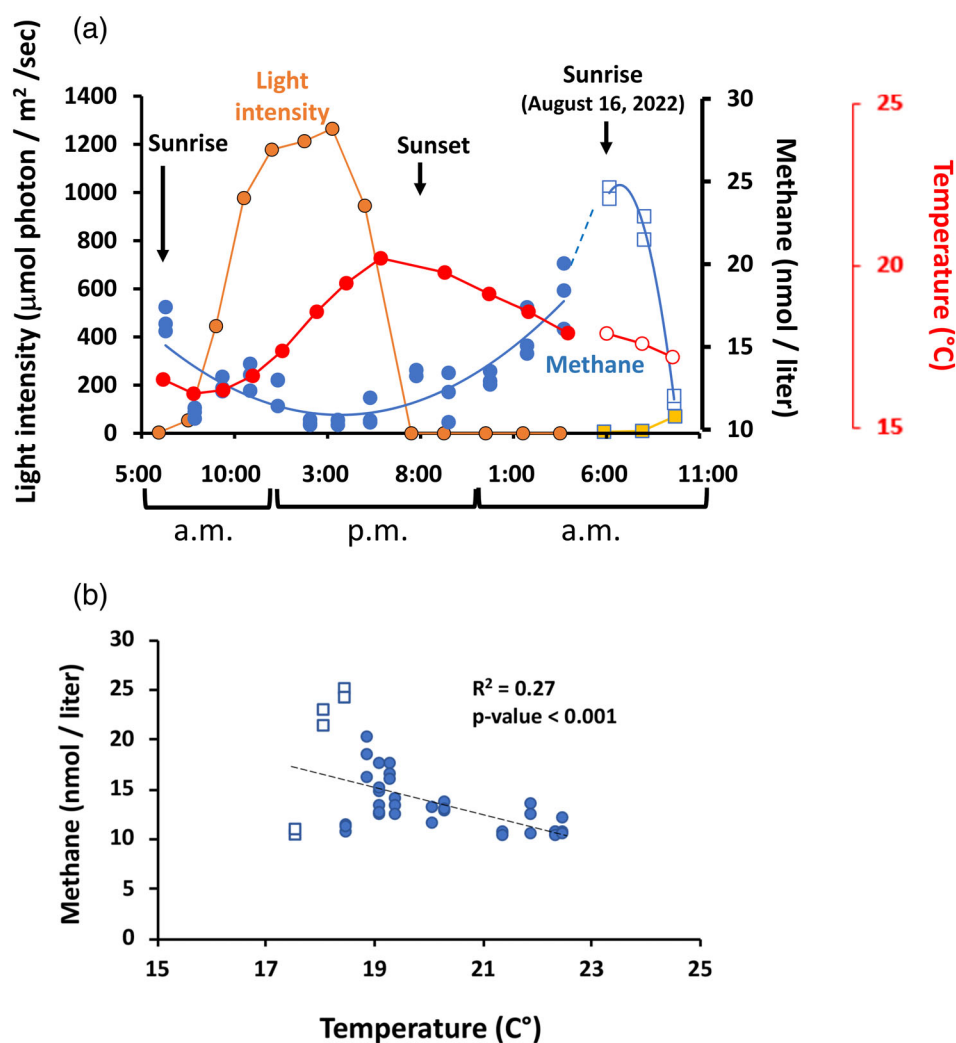 (a)
Light intensity (µmol photon / m² /sec)
1400
1200
1000
800
600
400
200
0
Light
intensity
Sunrise
Sunset
Sunrise
(August 16, 2022)
Methane
30
25
20
15
10
Methane (nmol / liter)
25
20
15
Temperature (°C)
5:00 10:00 3:00 8:00 1:00 6:00 11:00
a.m. p.m. a.m.
(b)
Methane (nmol / liter)
30
25
20
15
10
5
0
R² = 0.27
p-value < 0.001
15 17 19 21 23 25
Temperature (C°)